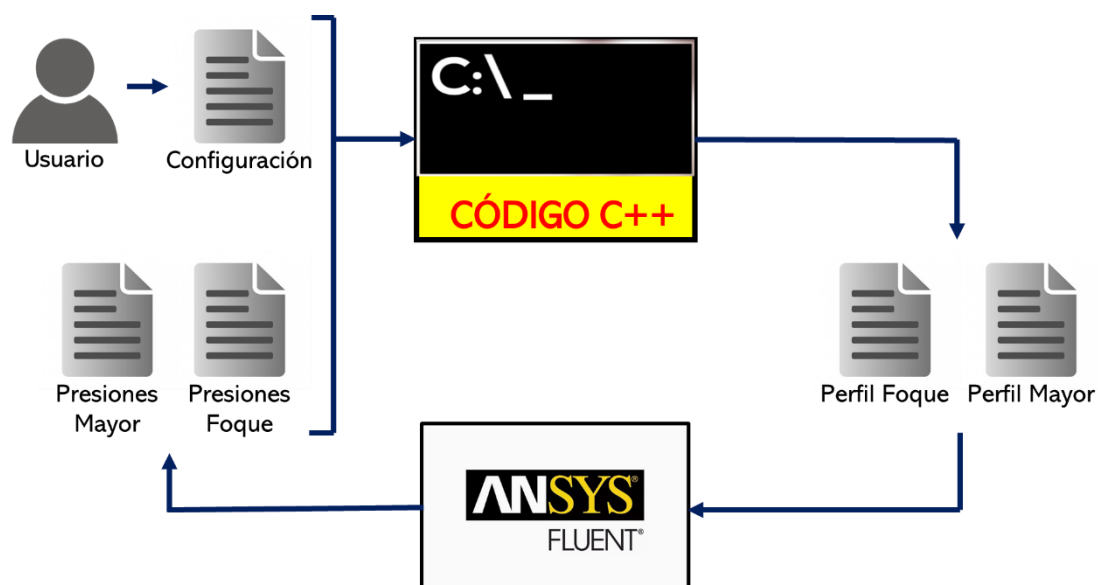 C:\ _
CÓDIGO C++
Usuario
Configuración
Presiones
Mayor
Presiones
Foque
Perfil Foque
Perfil Mayor
ANSYS®
FLUENT®